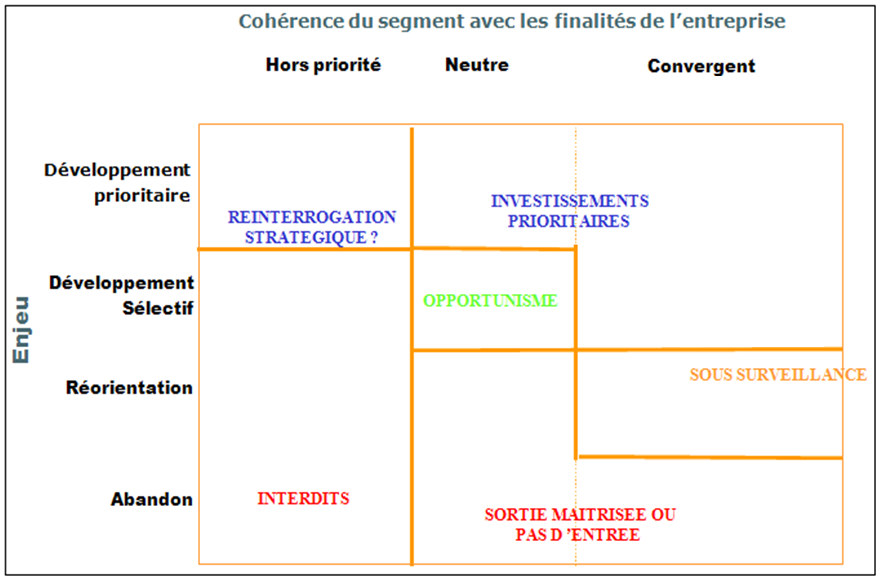 Cohérence du segment avec les finalités de l’entreprise
Hors priorité
Neutre
Convergent
Enjeu
Développement
prioritaire
REINTERROGATION
STRATEGIQUE ?
INVESTISSEMENTS
PRIORITAIRES
Développement
Sélectif
OPPORTUNISME
Réorientation
SOUS SURVEILLANCE
Abandon
INTERDITS
SORTIE MAITRISEE OU
PAS D ’ENTREE